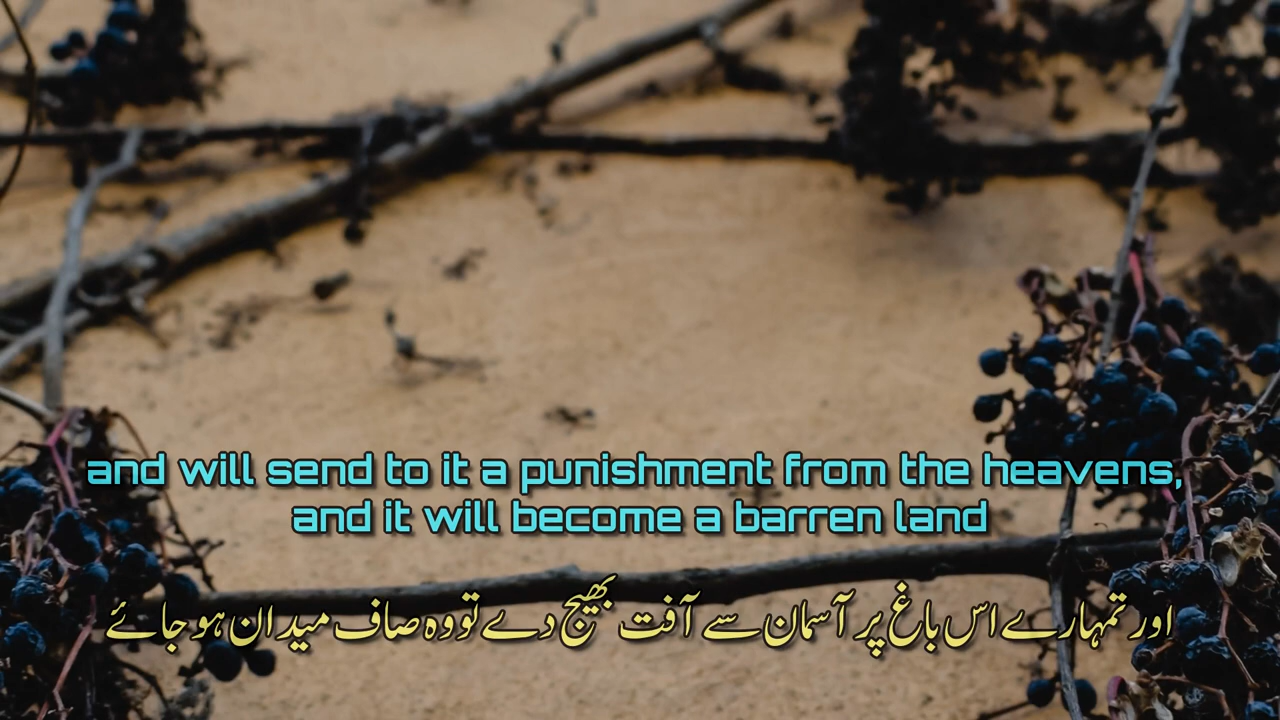 and will send to it a punishment from the heavens,
and it will become a barren land
اور تمہارے اس باغ پر آسمان سے آفت بھیج دے تو وہ صاف میدان ہو جائے